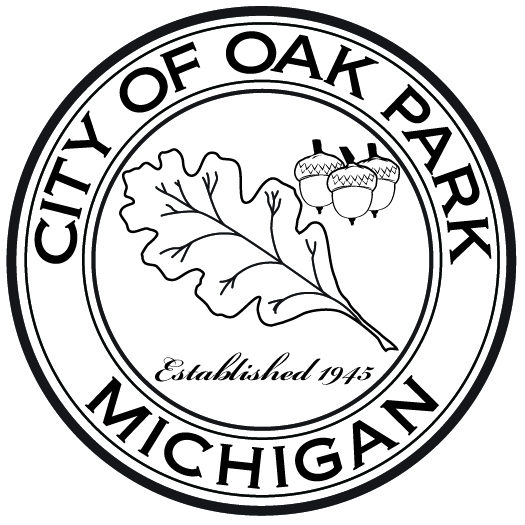 CITY OF OAK PARK
Established 1945
MICHIGAN